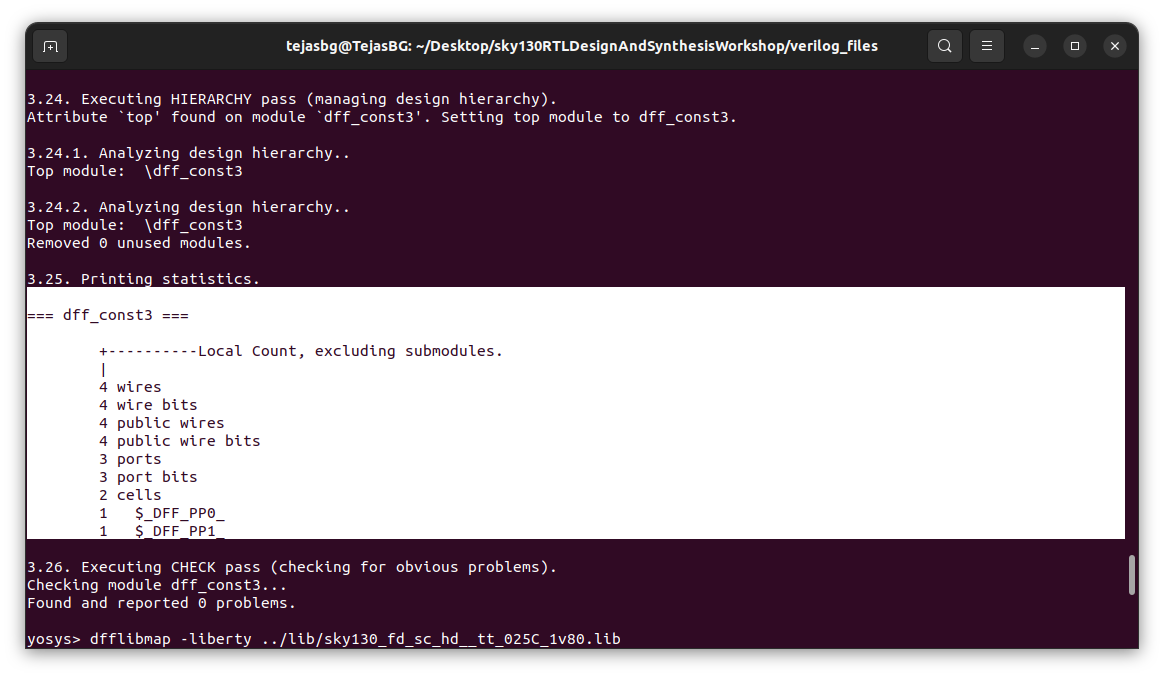 tejasbg@TejasBG: ~/Desktop/sky130RTLDesignAndSynthesisWorkshop/verilog_files
3.24. Executing HIERARCHY pass (managing design hierarchy).
Attribute `top' found on module `dff_const3'. Setting top module to dff_const3.
3.24.1. Analyzing design hierarchy..
Top module:  \dff_const3
3.24.2. Analyzing design hierarchy..
Top module:  \dff_const3
Removed 0 unused modules.
3.25. Printing statistics.
=== dff_const3 ===
        +----------Local Count, excluding submodules.
        |
        4 wires
        4 wire bits
        4 public wires
        4 public wire bits
        3 ports
        3 port bits
        2 cells
        1   $_DFF_PP0_
        1   $_DFF_PP1_
3.26. Executing CHECK pass (checking for obvious problems).
Checking module dff_const3...
Found and reported 0 problems.
yosys> dfflibmap -liberty ../lib/sky130_fd_sc_hd__tt_025C_1v80.lib